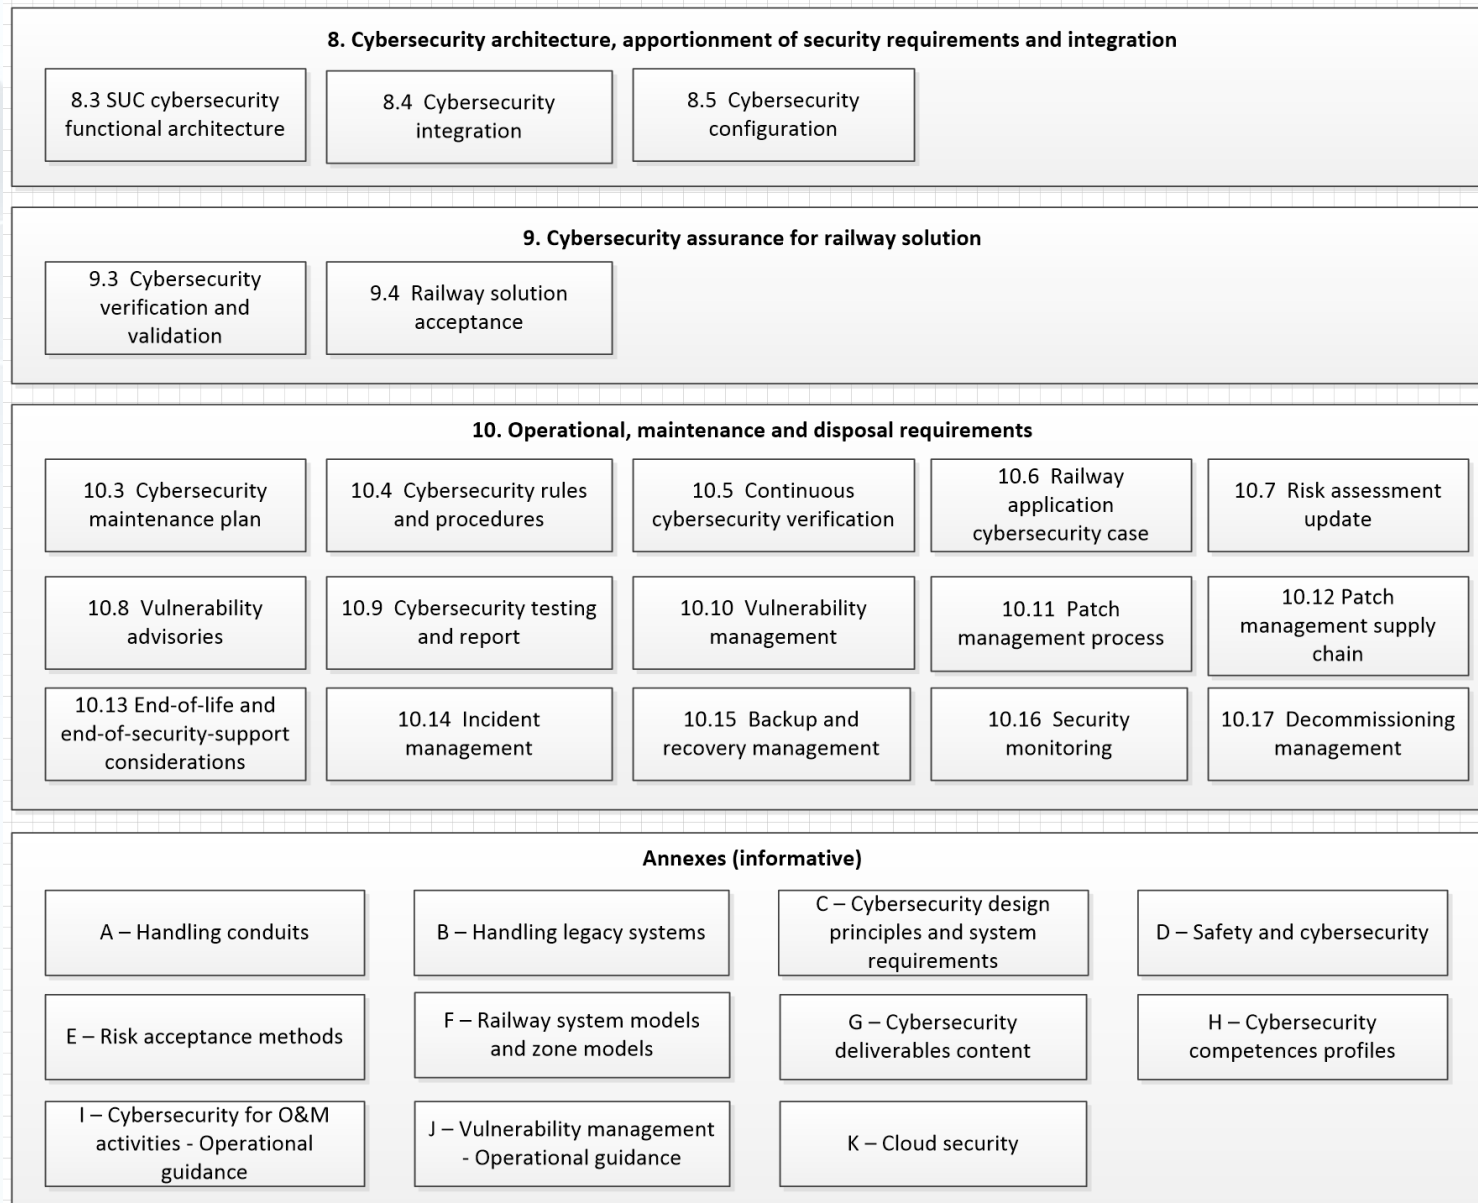 8. Cybersecurity architecture, apportionment of security requirements and integration
8.3 SUC cybersecurity
functional architecture
8.4 Cybersecurity
integration
8.5 Cybersecurity
configuration
9. Cybersecurity assurance for railway solution
9.3 Cybersecurity
verification and
validation
9.4 Railway solution
acceptance
10. Operational, maintenance and disposal requirements
10.3 Cybersecurity
maintenance plan
10.4 Cybersecurity rules
and procedures
10.5 Continuous
cybersecurity verification
10.6 Railway
application
cybersecurity case
10.7 Risk assessment
update
10.8 Vulnerability
advisories
10.9 Cybersecurity testing
and report
10.10 Vulnerability
management
10.11 Patch
management process
10.12 Patch
management supply
chain
10.13 End-of-life and
end-of-security-support
considerations
10.14 Incident
management
10.15 Backup and
recovery management
10.16 Security
monitoring
10.17 Decommissioning
management
Annexes (informative)
A – Handling conduits
B – Handling legacy systems
C – Cybersecurity design
principles and system
requirements
D – Safety and cybersecurity
E – Risk acceptance methods
F – Railway system models
and zone models
G – Cybersecurity
deliverables content
H – Cybersecurity
competences profiles
I – Cybersecurity for O&M
activities - Operational
guidance
J – Vulnerability management
- Operational guidance
K – Cloud security